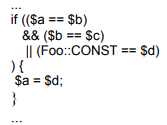 ...
if (($a == $b)
&& ($b == $c)
|| (Foo::CONST == $d)
){
$a = $d;
}
...